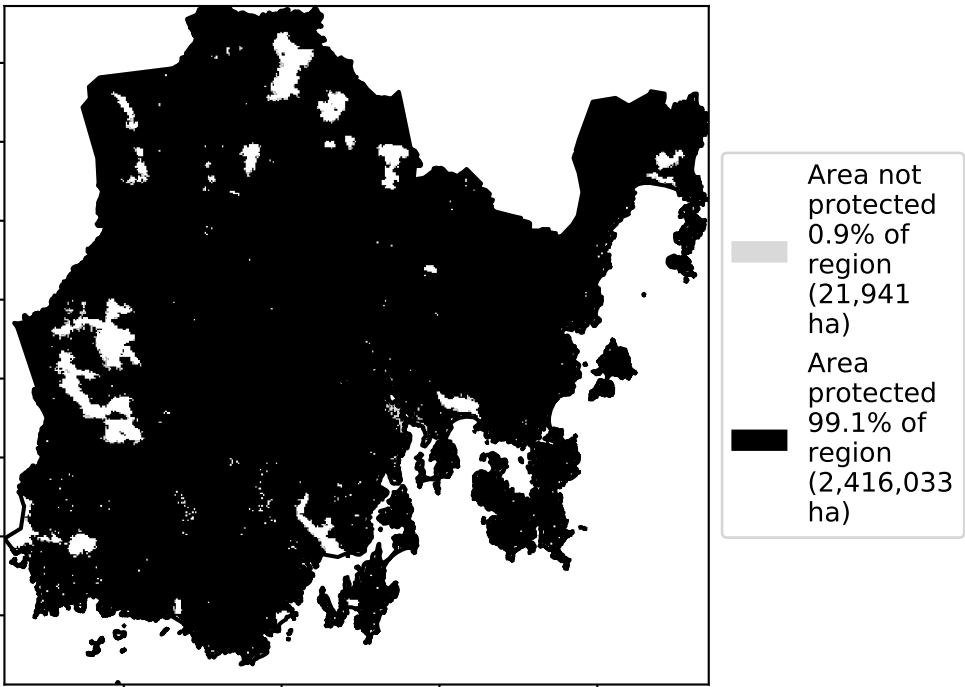 Area not
protected
0.9% of
region
(21,941
ha)
Area
protected
99.1% of
region
(2,416,033
ha)